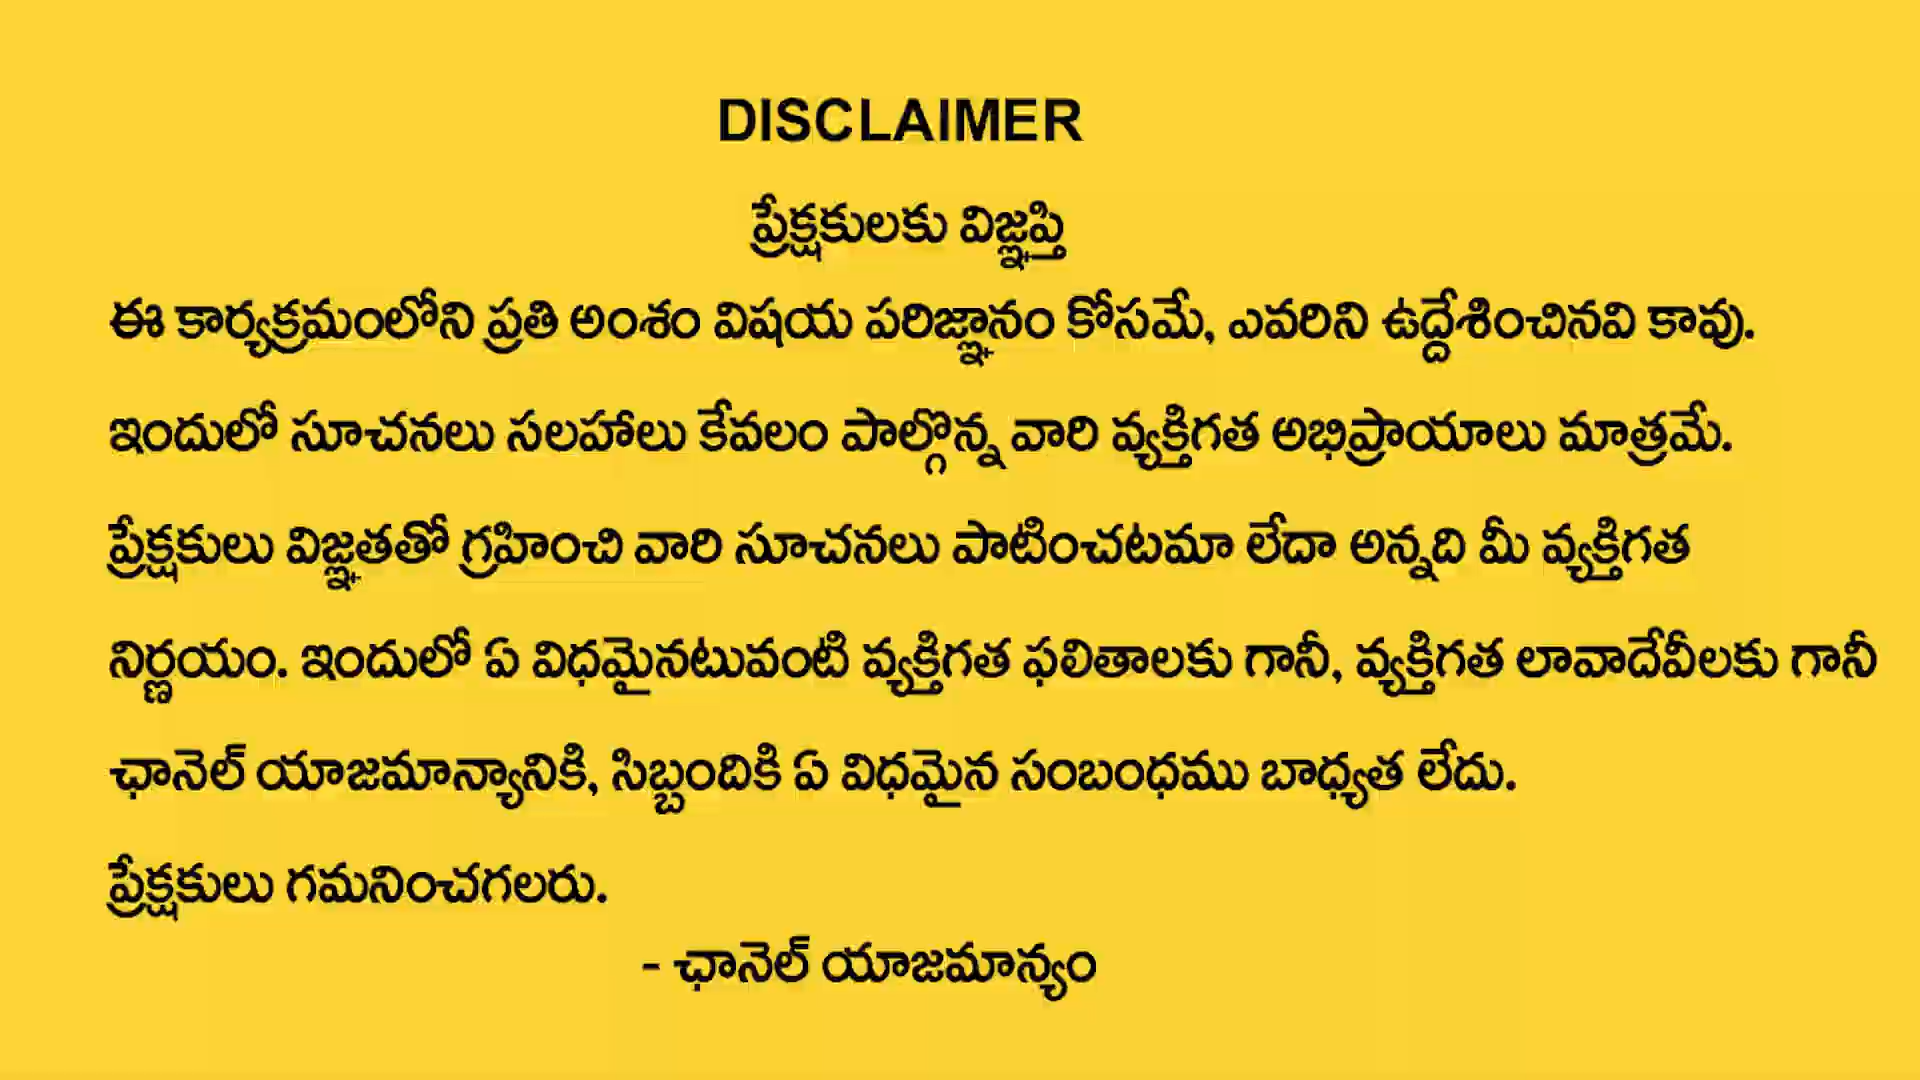 DISCLAIMER
ప్రేక్షకులకు విజ్ఞప్తి
ఈ కార్యక్రమంలోని ప్రతి అంశం విషయ పరిజ్ఞానం కోసమే, ఎవరిని ఉద్దేశించినవి కావు.
ఇందులో సూచనలు సలహాలు కేవలం పాల్గొన్న వారి వ్యక్తిగత అభిప్రాయాలు మాత్రమే.
ప్రేక్షకులు విజ్ఞతతో గ్రహించి వారి సూచనలు పాటించటమా లేదా అన్నది మీ వ్యక్తిగత
నిర్ణయం. ఇందులో ఏ విధమైనటువంటి వ్యక్తిగత ఫలితాలకు గానీ, వ్యక్తిగత లావాదేవీలకు గానీ
ఛానెల్ యాజమాన్యానికి, సిబ్బందికి ఏ విధమైన సంబంధము బాధ్యత లేదు.
ప్రేక్షకులు గమనించగలరు.
- ఛానెల్ యాజమాన్యం